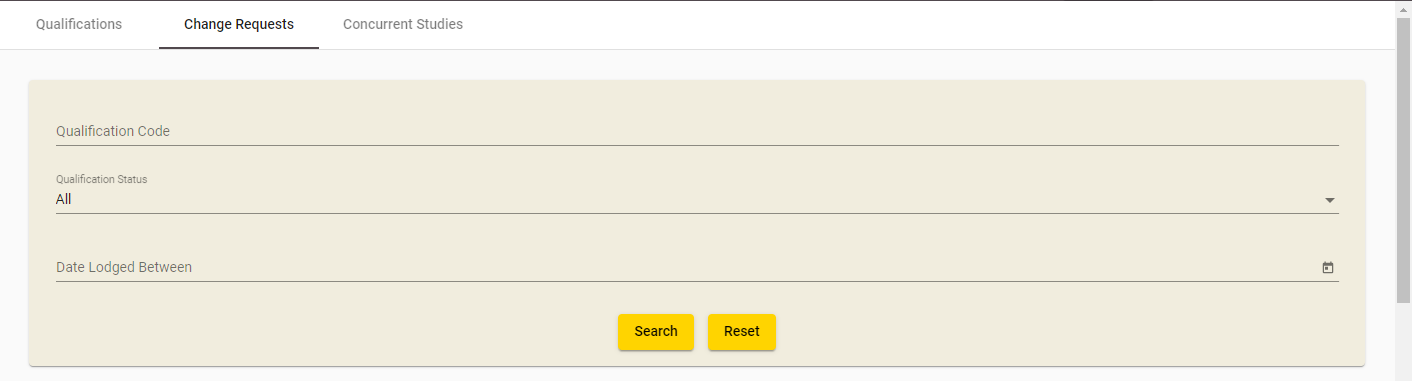 Qualifications Change Requests Concurrent Studies
Qualification Code
Qualification Status
All
Date Lodged Between
Search Reset